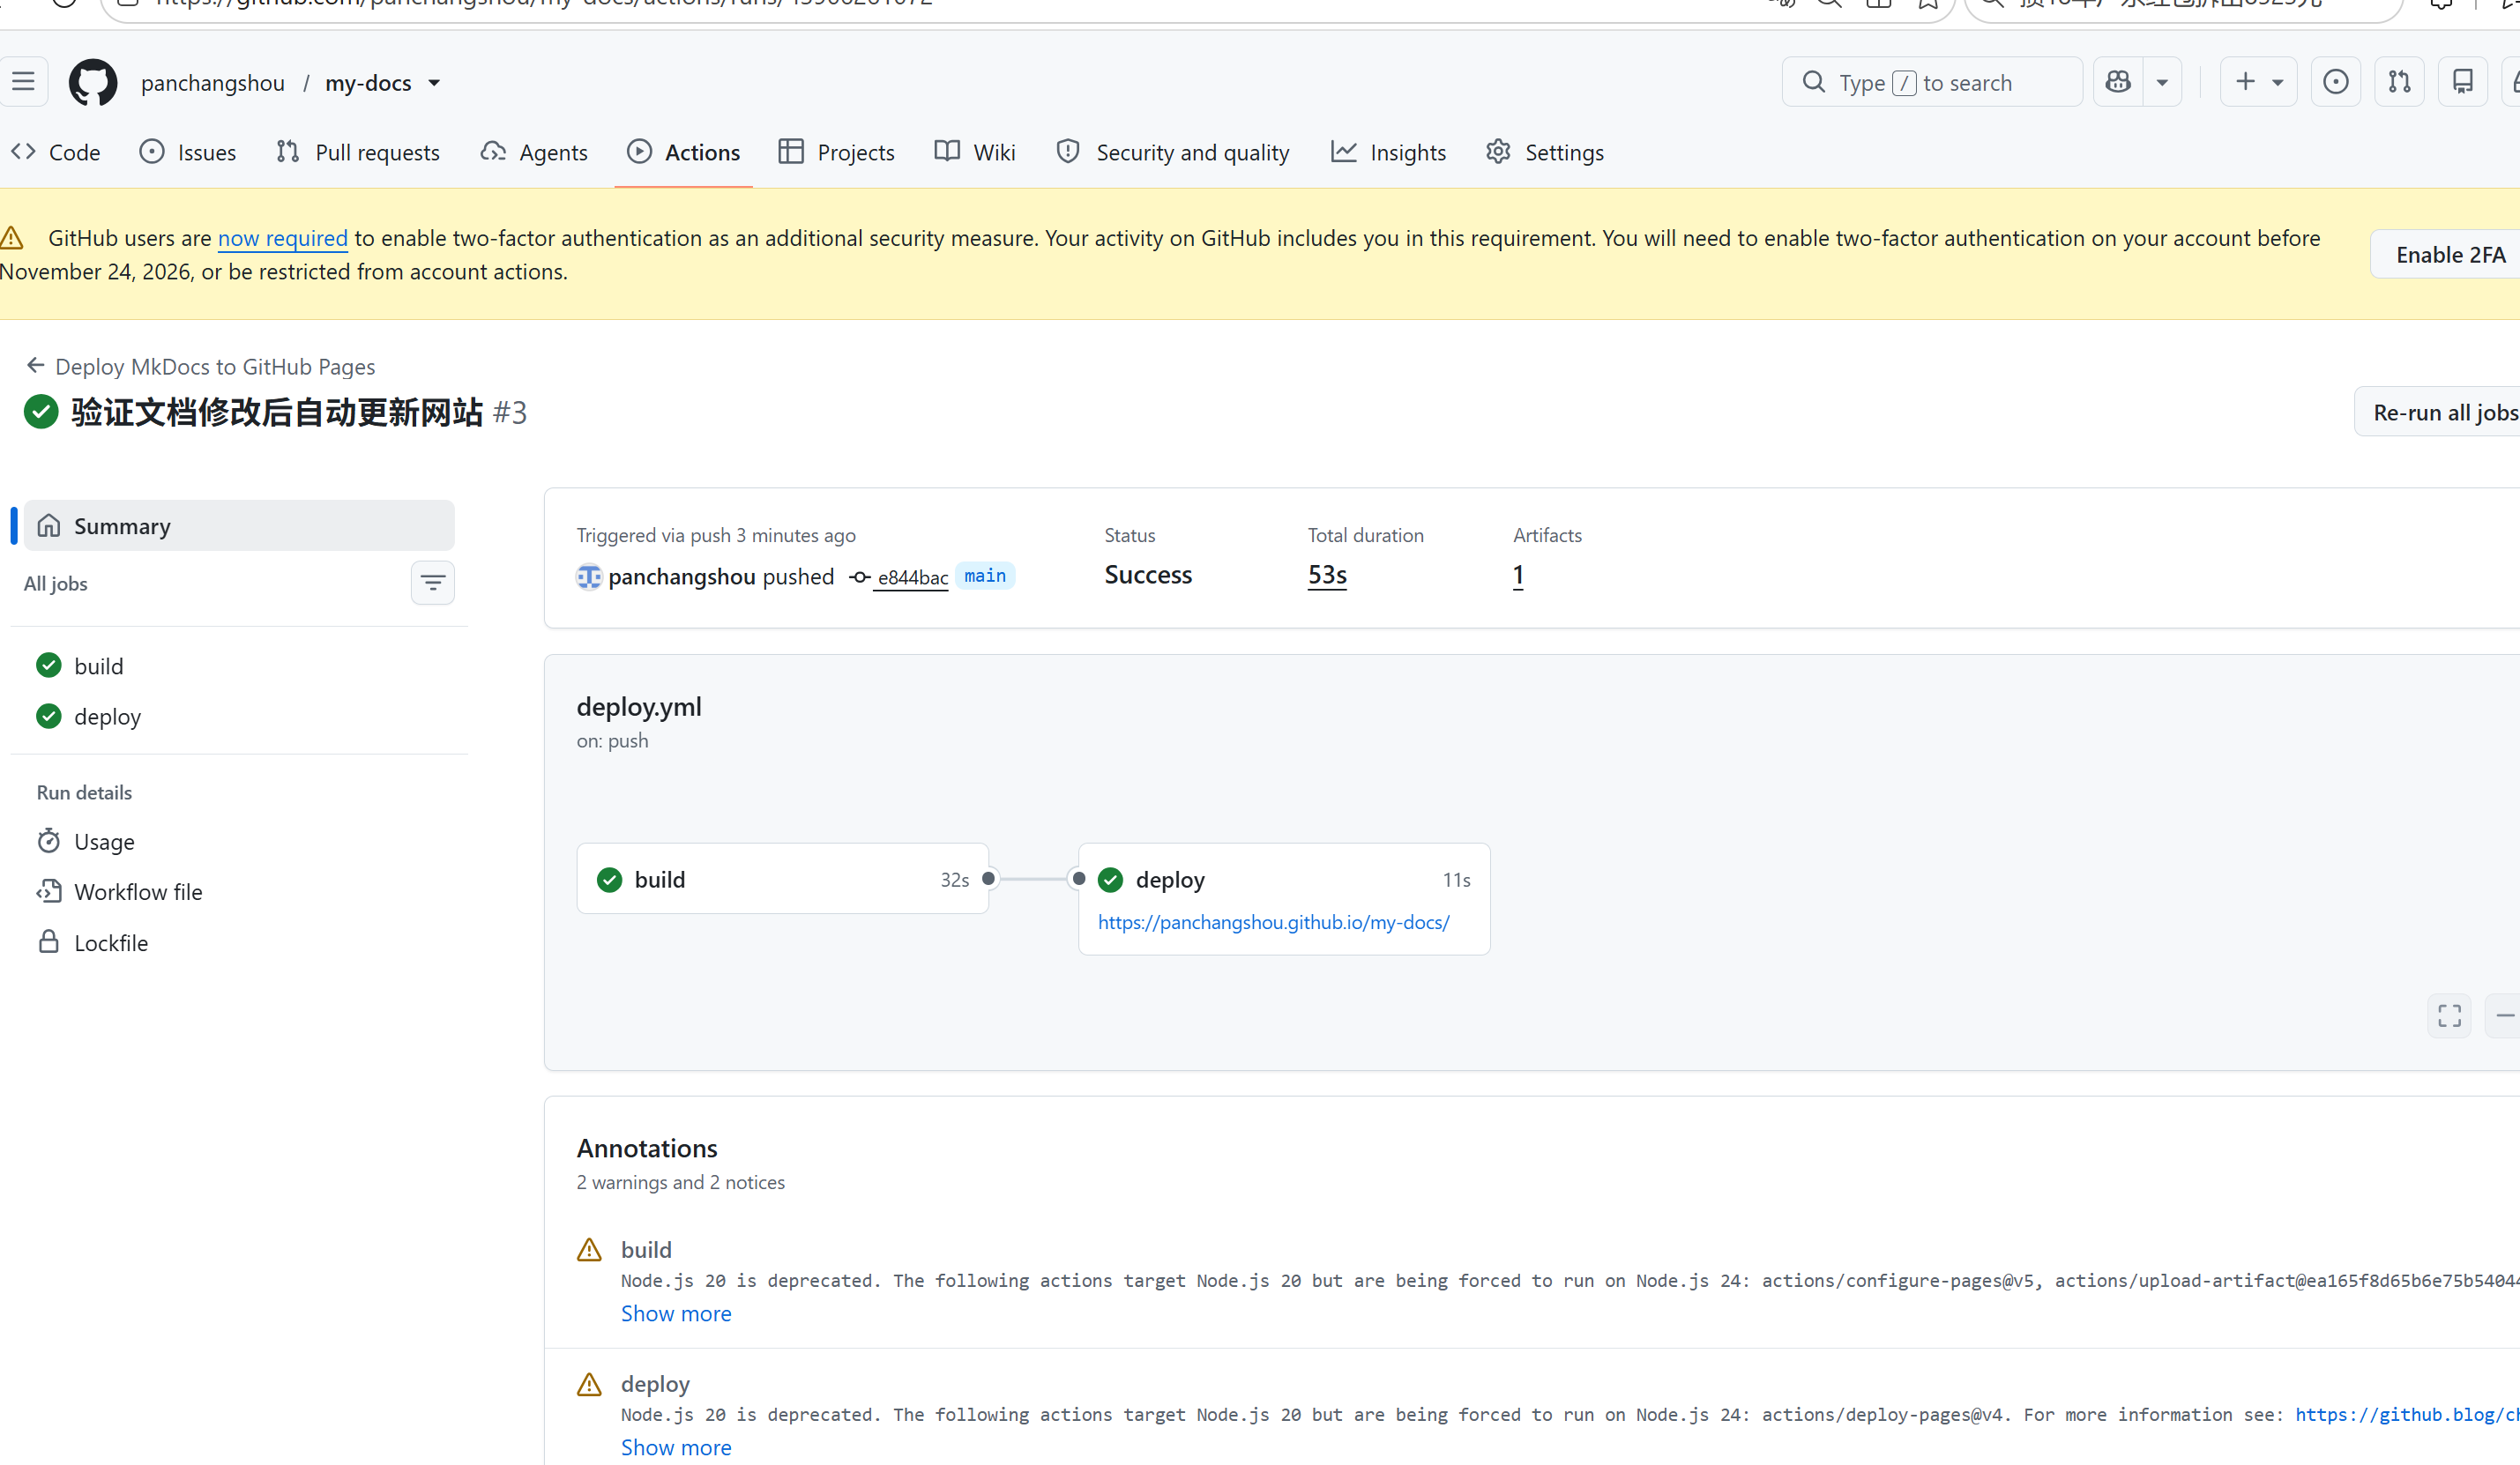 panchangshou / my-docs
Type / to search
Code
Issues
Pull requests
Agents
Actions
Projects
Wiki
Security and quality
Insights
Settings
GitHub users are now required to enable two-factor authentication as an additional security measure. Your activity on GitHub includes you in this requirement. You will need to enable two-factor authentication on your account before
November 24, 2026, or be restricted from account actions.
Enable 2FA
Deploy MkDocs to GitHub Pages
验证文档修改后自动更新网站 #3
Re-run all jobs
Summary
All jobs
build
deploy
Run details
Usage
Workflow file
Lockfile
Triggered via push 3 minutes ago
panchangshou pushed e844bac main
Status
Success
Total duration
53s
Artifacts
1
deploy.yml
on: push
build 32s
deploy 11s
https://panchangshou.github.io/my-docs/
Annotations
2 warnings and 2 notices
build
Node.js 20 is deprecated. The following actions target Node.js 20 but are being forced to run on Node.js 24: actions/configure-pages@v5, actions/upload-artifact@ea165f8d65b6e75b54044
Show more
deploy
Node.js 20 is deprecated. The following actions target Node.js 20 but are being forced to run on Node.js 24: actions/deploy-pages@v4. For more information see: https://github.blog/ch
Show more